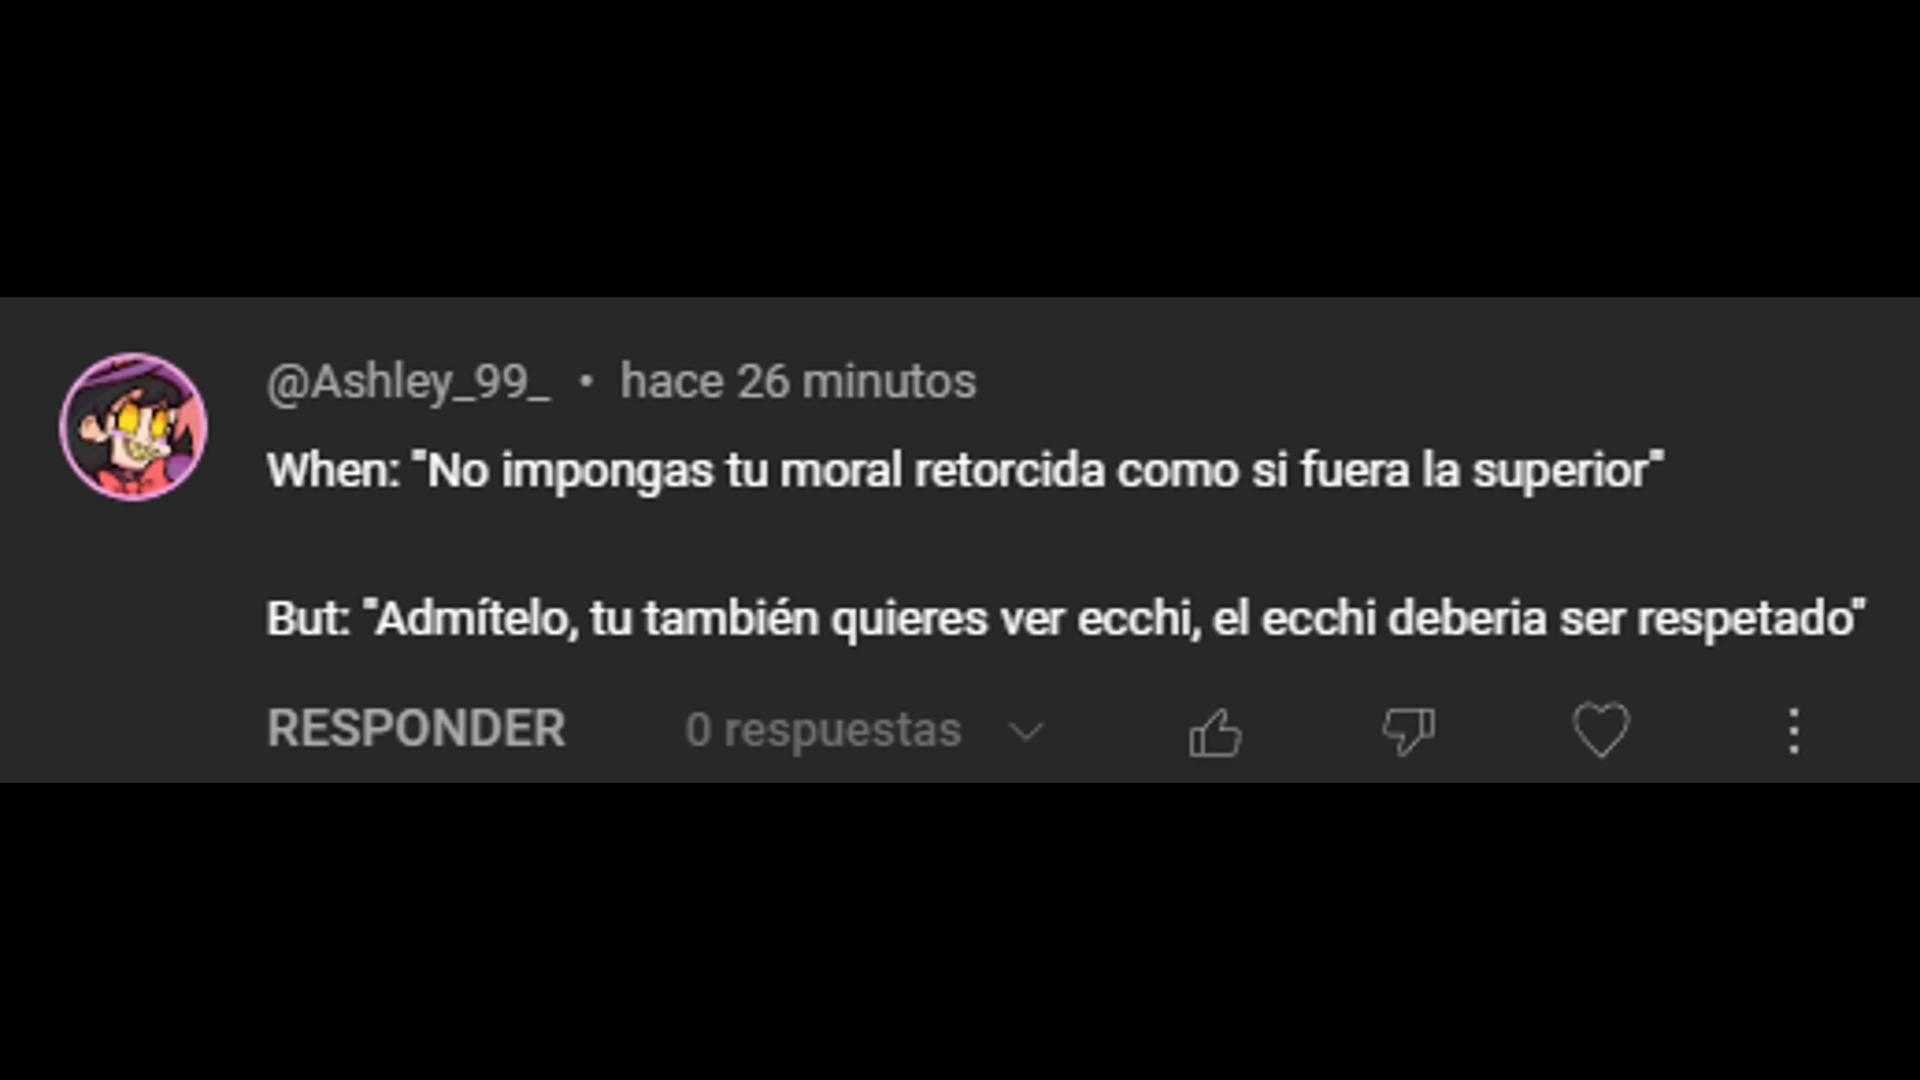 @Ashley_99_ • hace 26 minutos
When: "No impongas tu moral retorcida como si fuera la superior"
But: "Admítelo, tu también quieres ver ecchi, el ecchi deberia ser respetado"
RESPONDER 0 respuestas